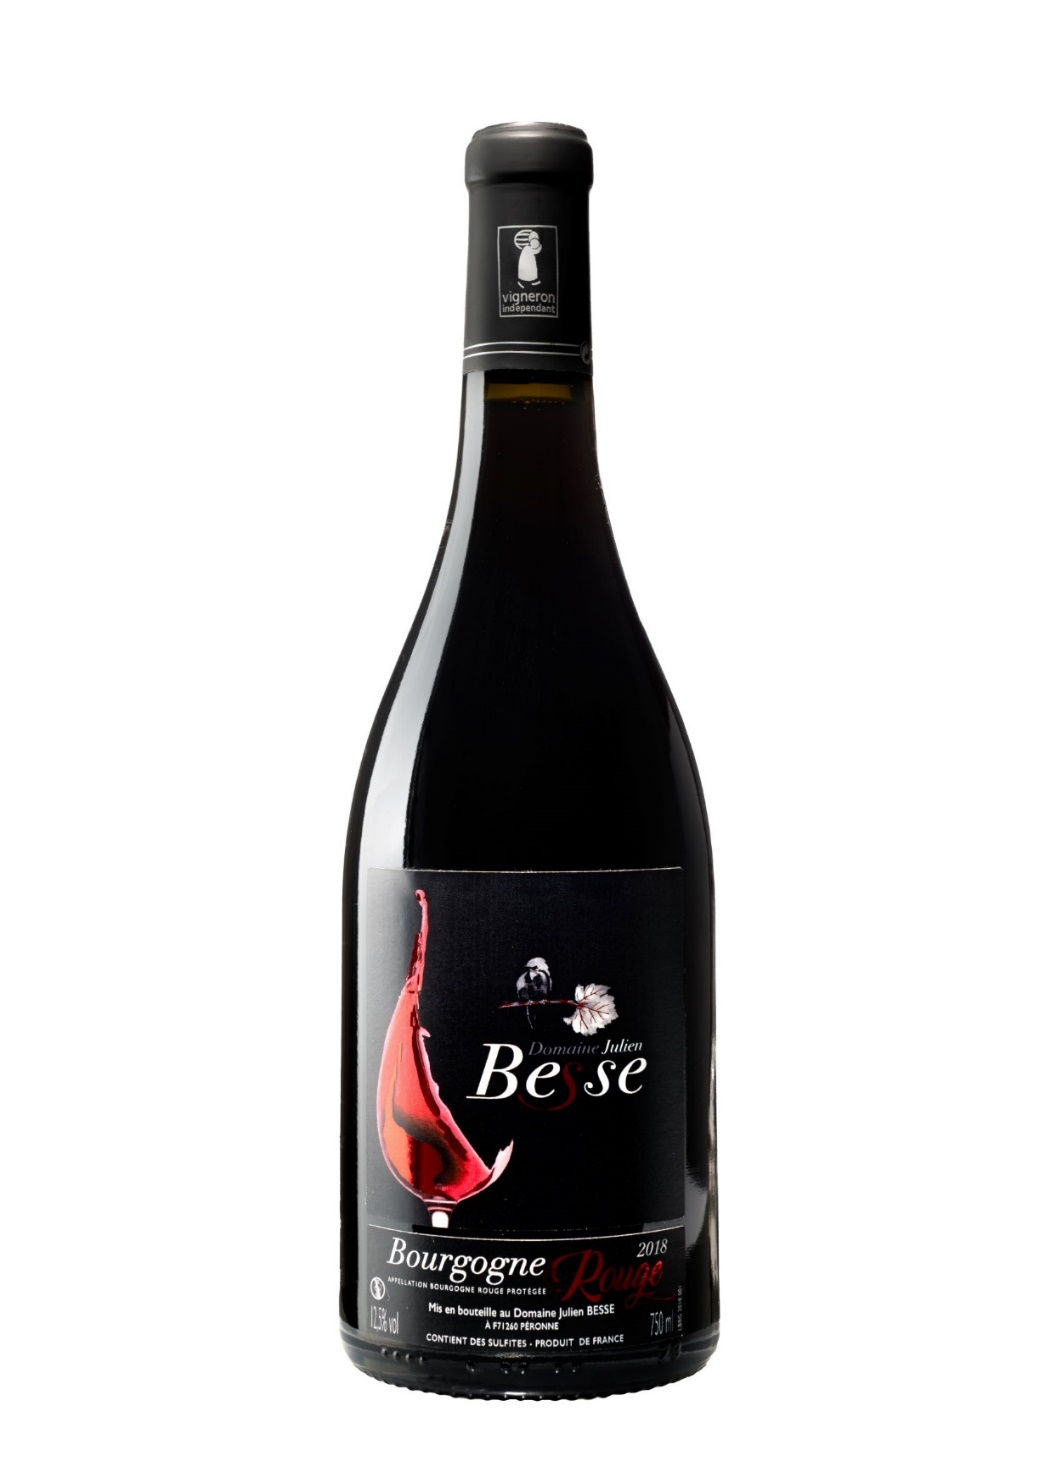 vigneron
indépendant
Domaine Julien
Besse
Bourgogne Rouge 2018
APPELLATION BOURGOGNE ROUGE PROTÉGÉE
Mis en bouteille au Domaine Julien BESSE
12,5% vol À F71260 PÉRONNE 750 ml
CONTIENT DES SULFITES - PRODUIT DE FRANCE